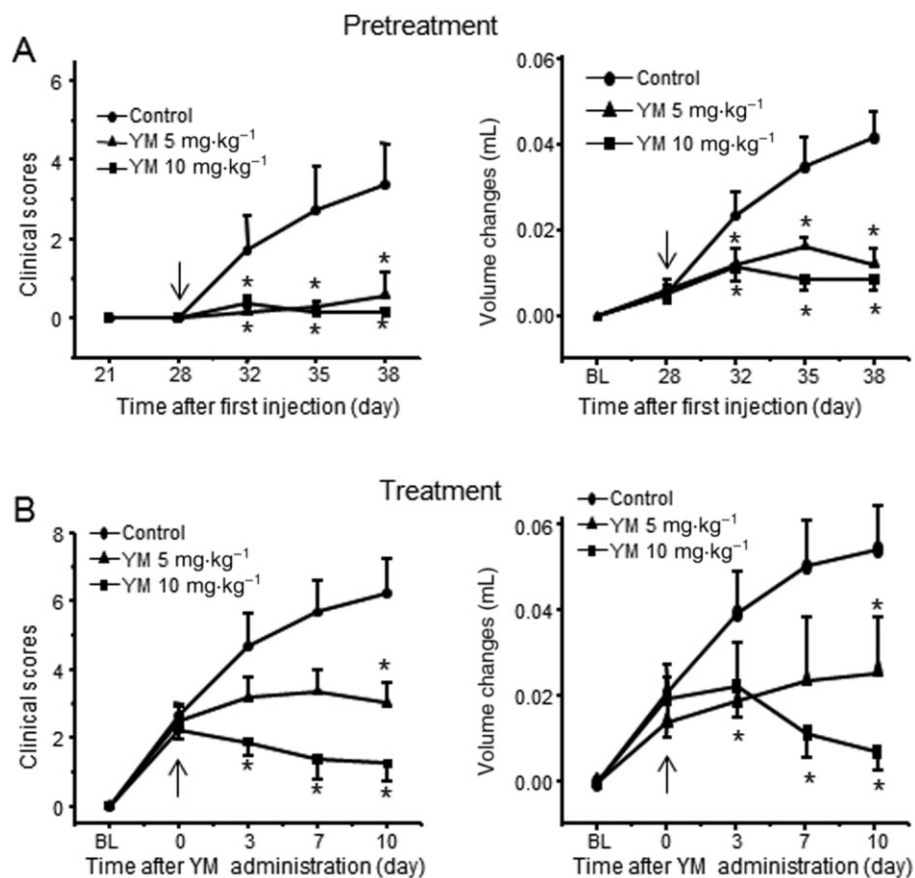 Pretreatment
A
6
4
2
0
Clinical scores
Control
YM 5 mg·kg⁻¹
YM 10 mg·kg⁻¹
* * *
* * *
21 28 32 35 38
Time after first injection (day)
0.06
0.04
0.02
0.00
Volume changes (mL)
Control
YM 5 mg·kg⁻¹
YM 10 mg·kg⁻¹
* * *
* * *
BL 28 32 35 38
Time after first injection (day)
Treatment
B
8
6
4
2
0
Clinical scores
Control
YM 5 mg·kg⁻¹
YM 10 mg·kg⁻¹
*
* * *
BL 0 3 7 10
Time after YM administration (day)
0.06
0.04
0.02
0.00
Volume changes (mL)
Control
YM 5 mg·kg⁻¹
YM 10 mg·kg⁻¹
*
* * *
BL 0 3 7 10
Time after YM administration (day)